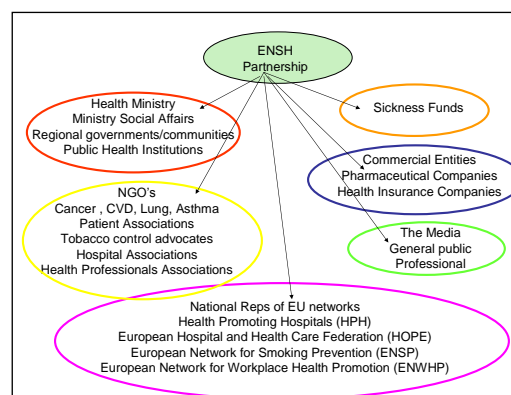 ENSH
Partnership
Health Ministry
Ministry Social Affairs
Regional governments/communities
Public Health Institutions
Sickness Funds
Commercial Entities
Pharmaceutical Companies
Health Insurance Companies
NGO's
Cancer , CVD, Lung, Asthma
Patient Associations
Tobacco control advocates
Hospital Associations
Health Professionals Associations
The Media
General public
Professional
National Reps of EU networks
Health Promoting Hospitals (HPH)
European Hospital and Health Care Federation (HOPE)
European Network for Smoking Prevention (ENSP)
European Network for Workplace Health Promotion (ENWHP)